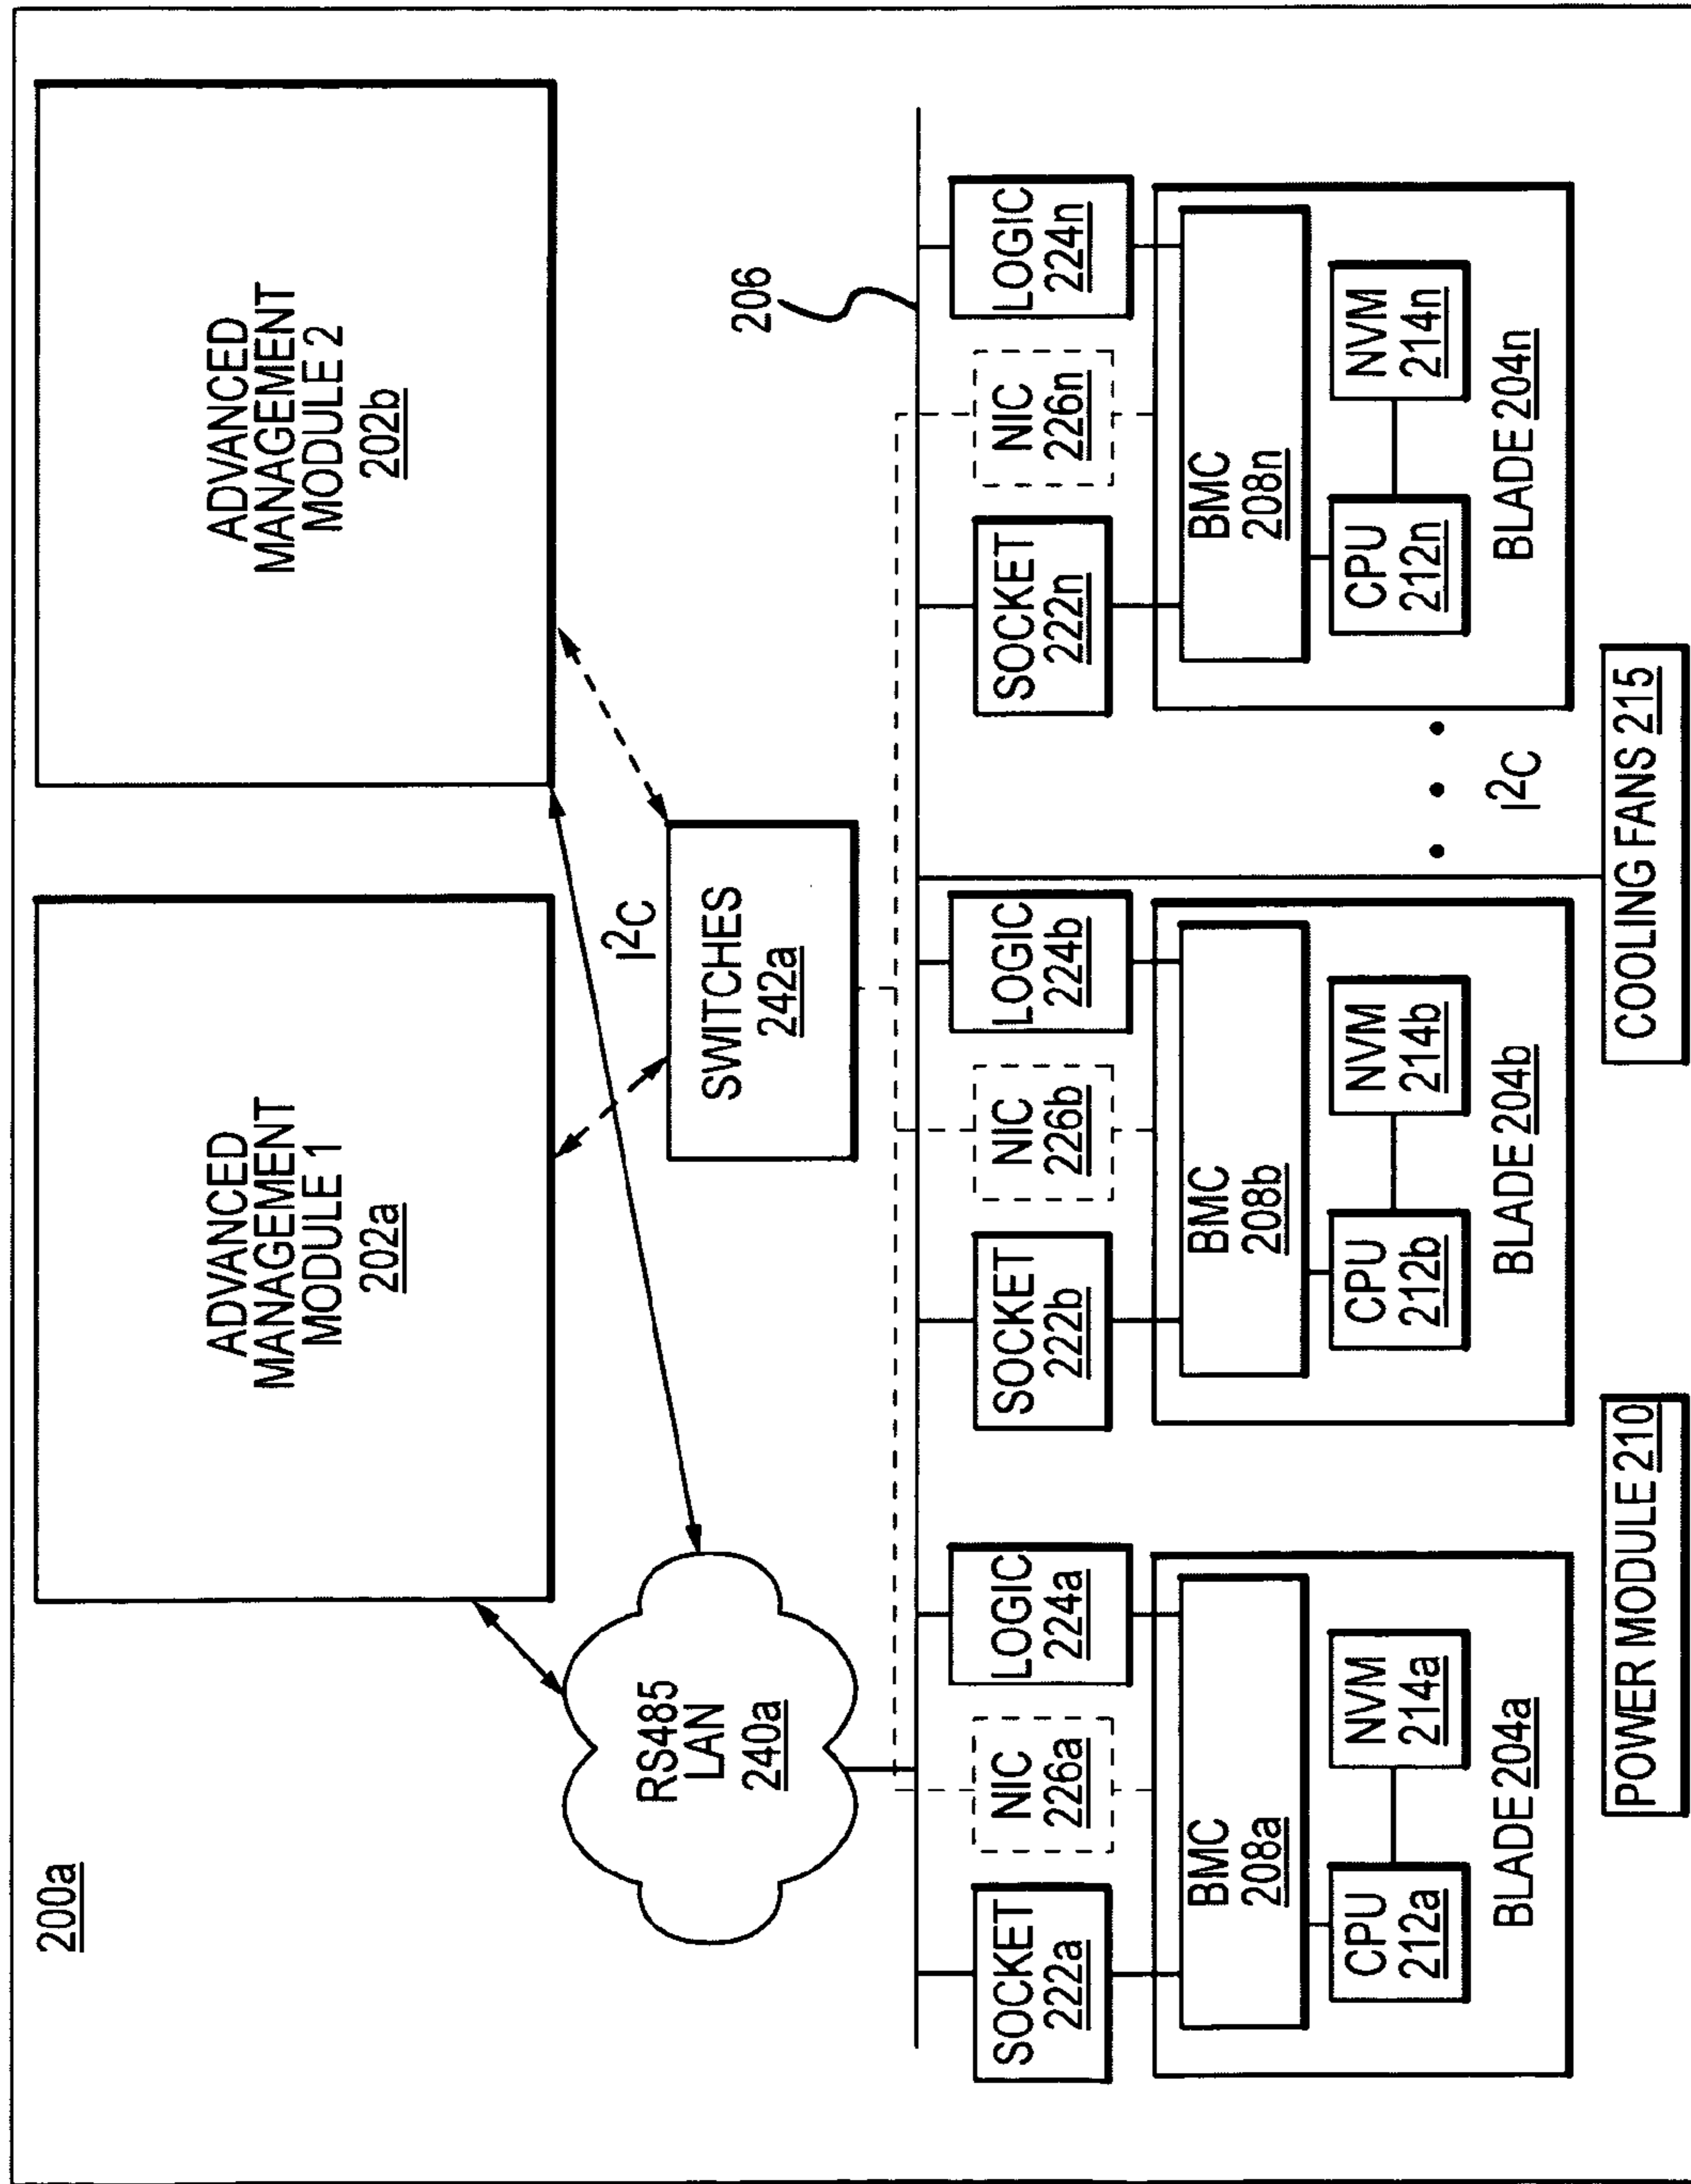 200a
ADVANCED
MANAGEMENT
MODULE 1
202a
ADVANCED
MANAGEMENT
MODULE 2
202b
RS485
LAN
240a
I²C
SWITCHES
242a
206
SOCKET
222a
NIC
226a
LOGIC
224a
SOCKET
222b
NIC
226b
LOGIC
224b
SOCKET
222n
NIC
226n
LOGIC
224n
BMC
208a
CPU
212a
NVM
214a
BLADE 204a
BMC
208b
CPU
212b
NVM
214b
BLADE 204b
• • •
I²C
BMC
208n
CPU
212n
NVM
214n
BLADE 204n
POWER MODULE 210
COOLING FANS 215